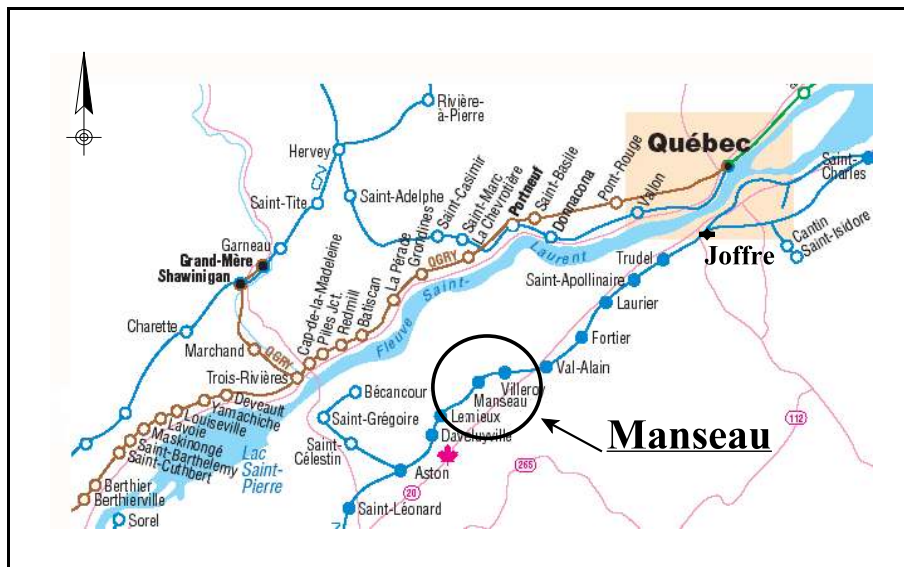 Rivière-
à-Pierre
Hervey
Québec
Saint-
Charles
CN
Saint-Adelphe
Saint-Tite
Saint-Casimir
Saint-Marc
La Chevrotière
Portneuf
Saint-Basile
Donnacona
Pont-Rouge
Vallon
Cantin
Saint-Isidore
Joffre
Garneau
Grand-Mère
Shawinigan
Cap-de-la-Madeleine
Piles Jct.
Redmill
Batiscan
La Pérade
Grondines
QGRY
Fleuve Saint-Laurent
Trudel
Saint-Apollinaire
Laurier
Fortier
Val-Alain
Charette
Marchand
QGRY
Trois-Rivières
Bécancour
Villeroy
Manseau
Lemieux
Daveluyville
Manseau
112
Deveault
Yamachiche
Louiseville
Lavoie
Maskinongé
Saint-Barthelemy
Saint-Cuthbert
Saint-Grégoire
Saint-
Célestin
Lac
Saint-
Pierre
Aston
265
20
Berthier
Berthierville
Sorel
Saint-Léonard